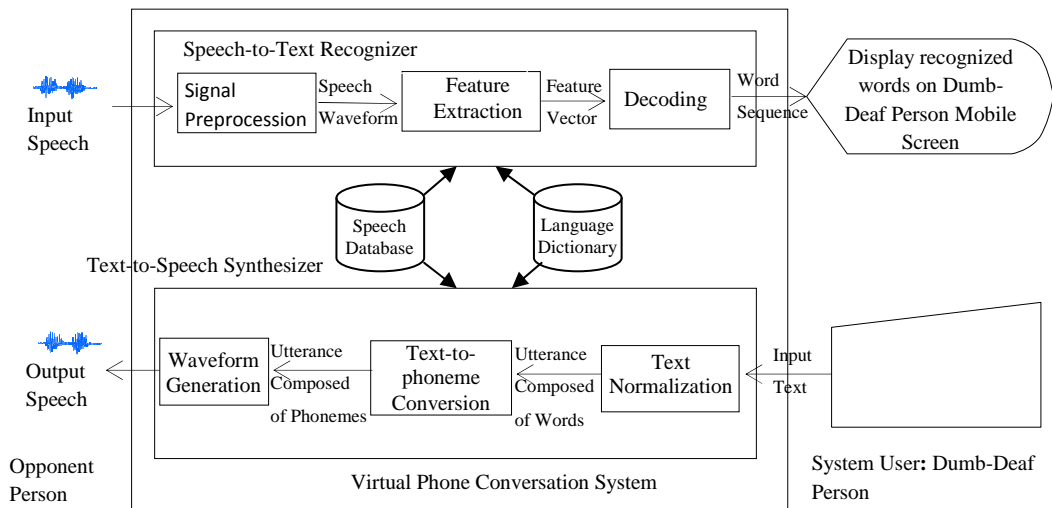 Speech-to-Text Recognizer
Input
Speech
Signal
Preprocession
Speech
Waveform
Feature
Extraction
Feature
Vector
Decoding
Word
Sequence
Display recognized
words on Dumb-
Deaf Person Mobile
Screen
Speech
Database
Language
Dictionary
Text-to-Speech Synthesizer
Output
Speech
Waveform
Generation
Utterance
Composed
of Phonemes
Text-to-
phoneme
Conversion
Utterance
Composed
of Words
Text
Normalization
Input
Text
Opponent
Person
Virtual Phone Conversation System
System User: Dumb-Deaf
Person